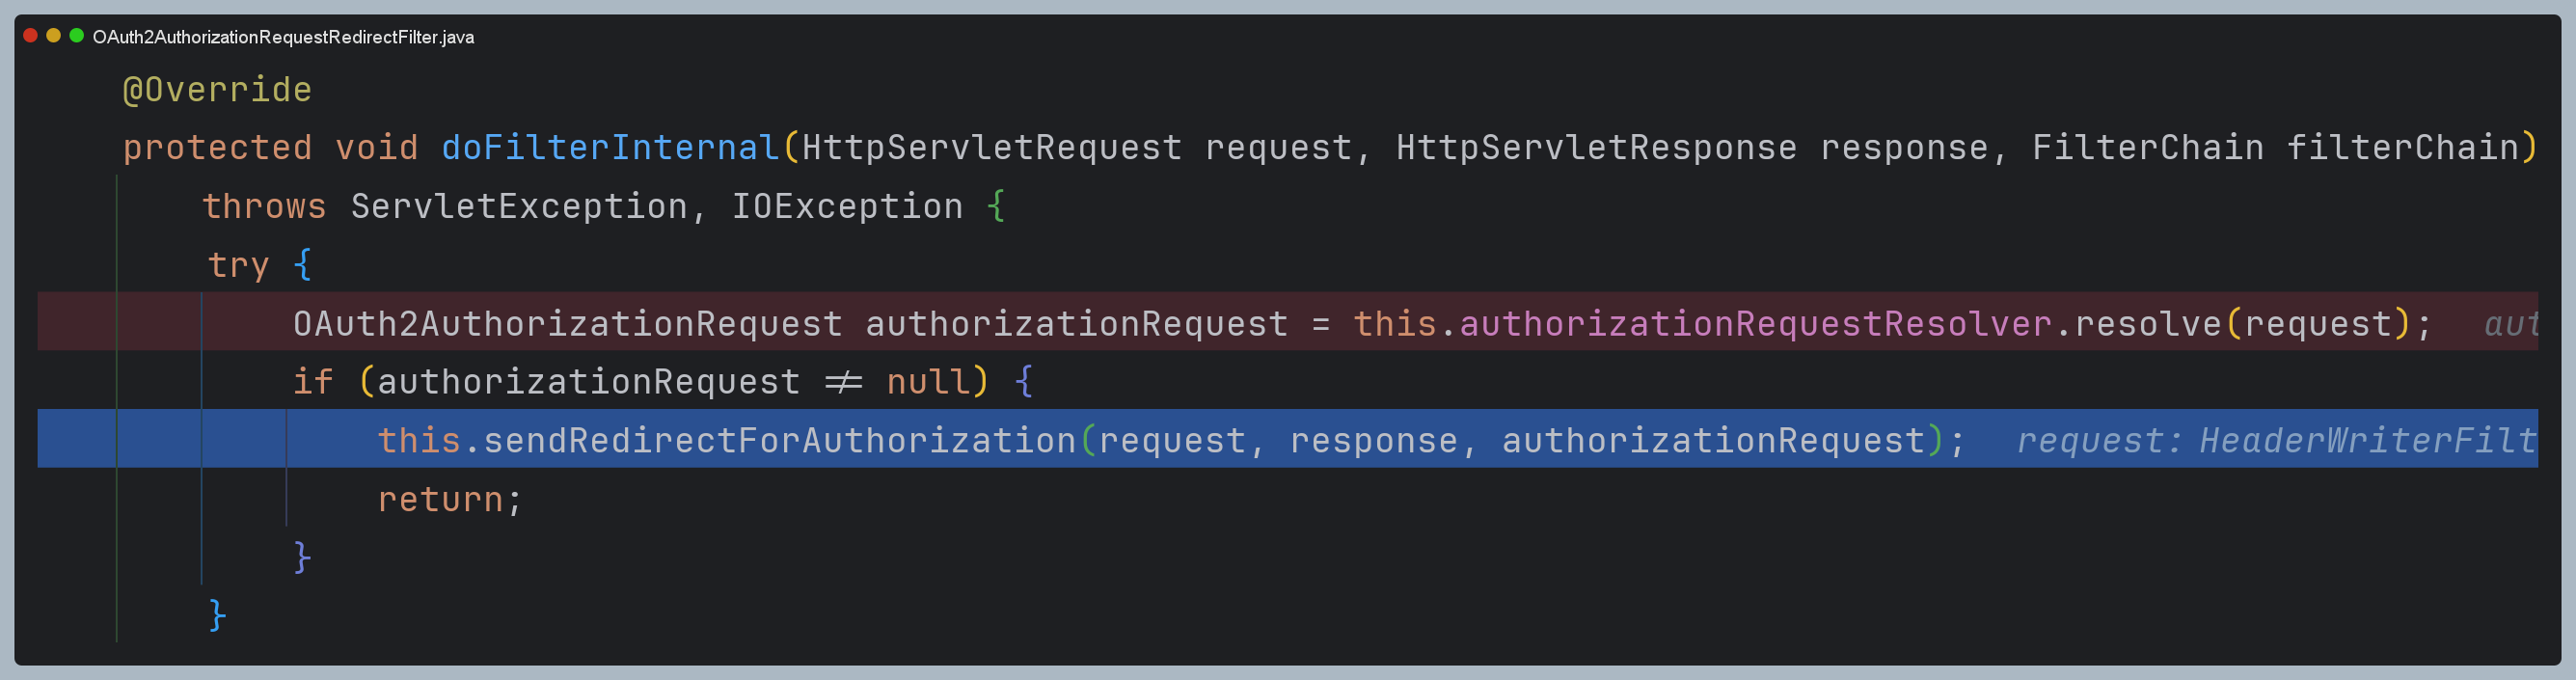 OAuth2AuthorizationRequestRedirectFilter.java
@Override
protected void doFilterInternal(HttpServletRequest request, HttpServletResponse response, FilterChain filterChain)
throws ServletException, IOException {
try {
OAuth2AuthorizationRequest authorizationRequest = this.authorizationRequestResolver.resolve(request); aut
if (authorizationRequest != null) {
this.sendRedirectForAuthorization(request, response, authorizationRequest); request: HeaderWriterFilt
return;
}
}